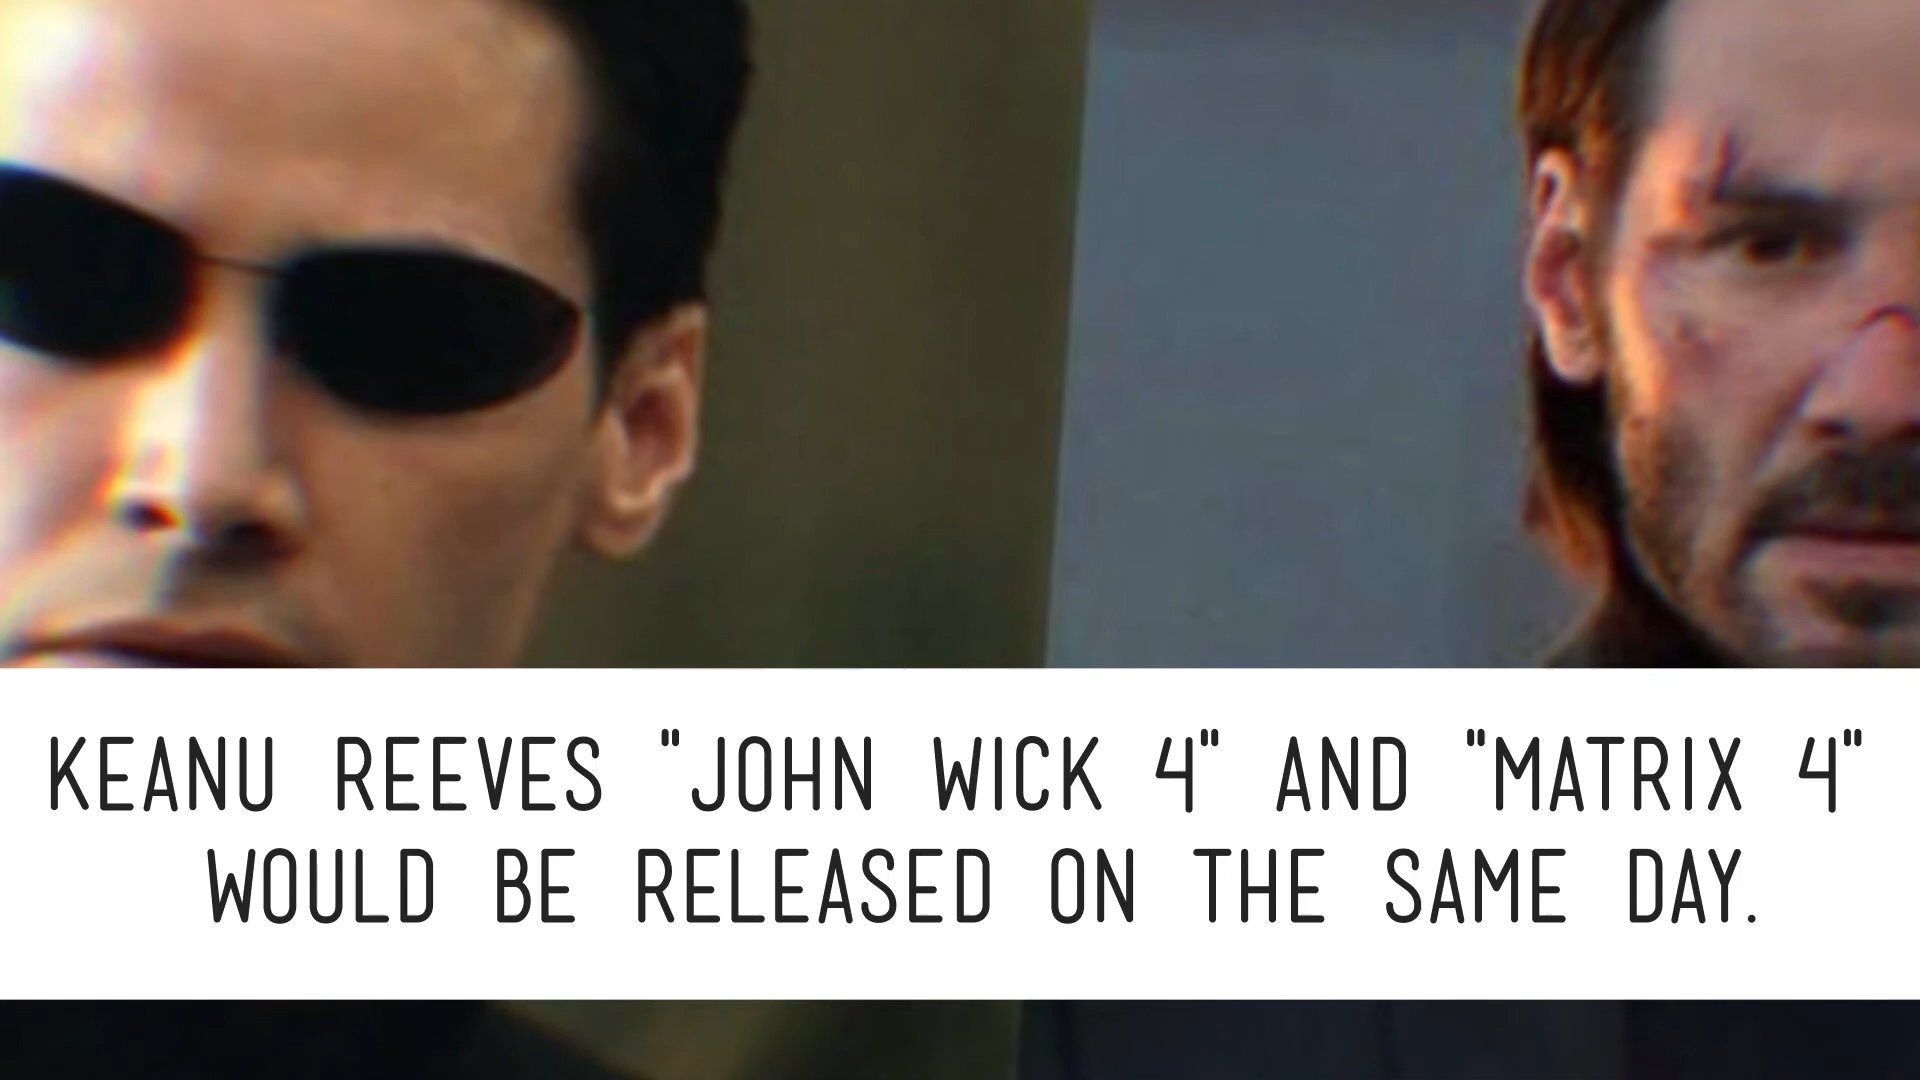 KEANU REEVES "JOHN WICK 4" AND "MATRIX 4"
WOULD BE RELEASED ON THE SAME DAY.